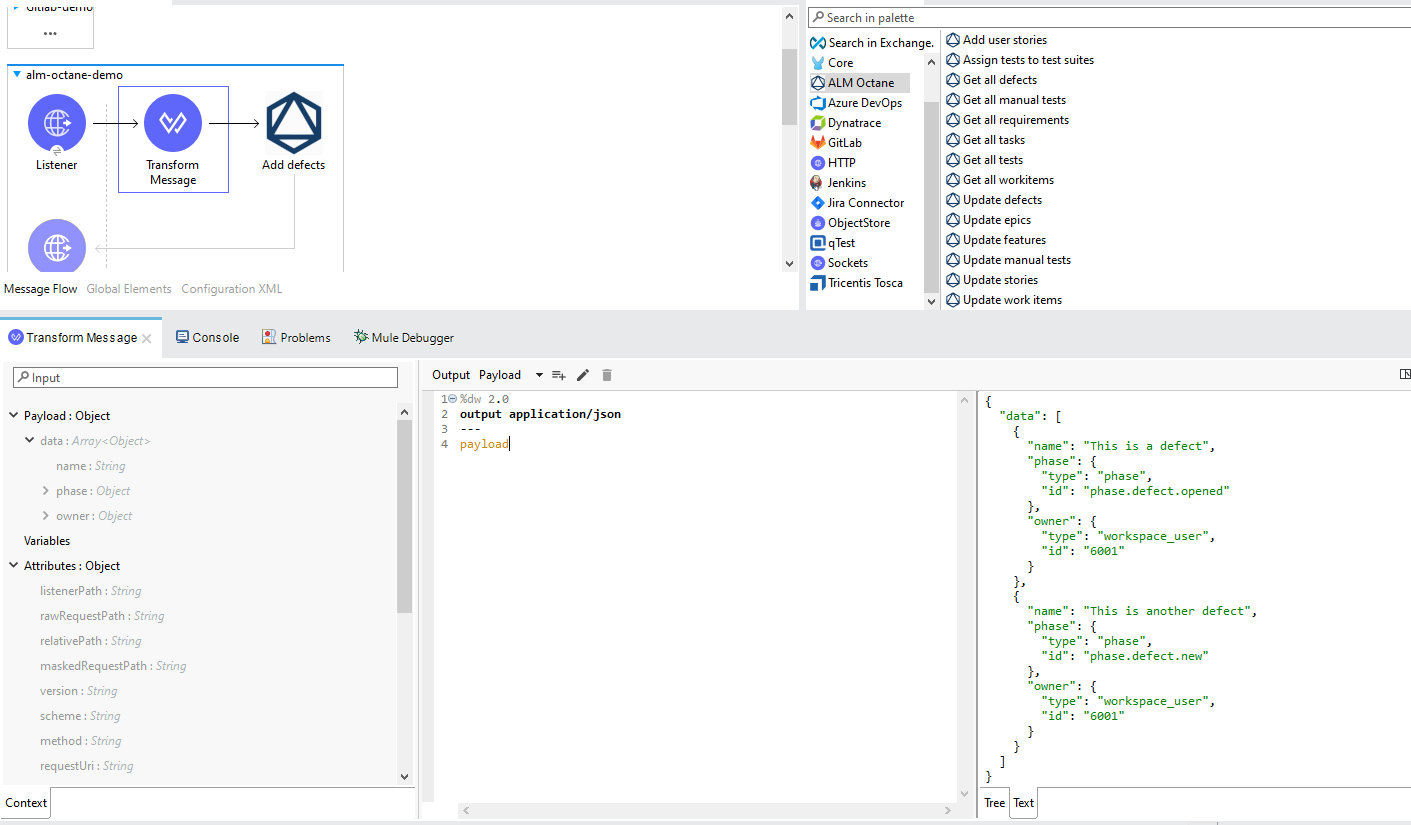 Gitlab-demo
...
alm-octane-demo
Listener
Transform
Message
Add defects
Message Flow Global Elements Configuration XML
Search in palette
Search in Exchange.
Core
ALM Octane
Azure DevOps
Dynatrace
GitLab
HTTP
Jenkins
Jira Connector
ObjectStore
qTest
Sockets
Tricentis Tosca
Add user stories
Assign tests to test suites
Get all defects
Get all manual tests
Get all requirements
Get all tasks
Get all tests
Get all workitems
Update defects
Update epics
Update features
Update manual tests
Update stories
Update work items
Transform Message Console Problems Mule Debugger
Input
Payload : Object
data : Array<Object>
name : String
phase : Object
owner : Object
Variables
Attributes : Object
listenerPath : String
rawRequestPath : String
relativePath : String
maskedRequestPath : String
version : String
scheme : String
method : String
requestUri : String
Context
Output Payload
1 %dw 2.0
2 output application/json
3 ---
4 payload
{
"data": [
{
"name": "This is a defect",
"phase": {
"type": "phase",
"id": "phase.defect.opened"
},
"owner": {
"type": "workspace_user",
"id": "6001"
}
},
{
"name": "This is another defect",
"phase": {
"type": "phase",
"id": "phase.defect.new"
},
"owner": {
"type": "workspace_user",
"id": "6001"
}
}
]
}
Tree Text